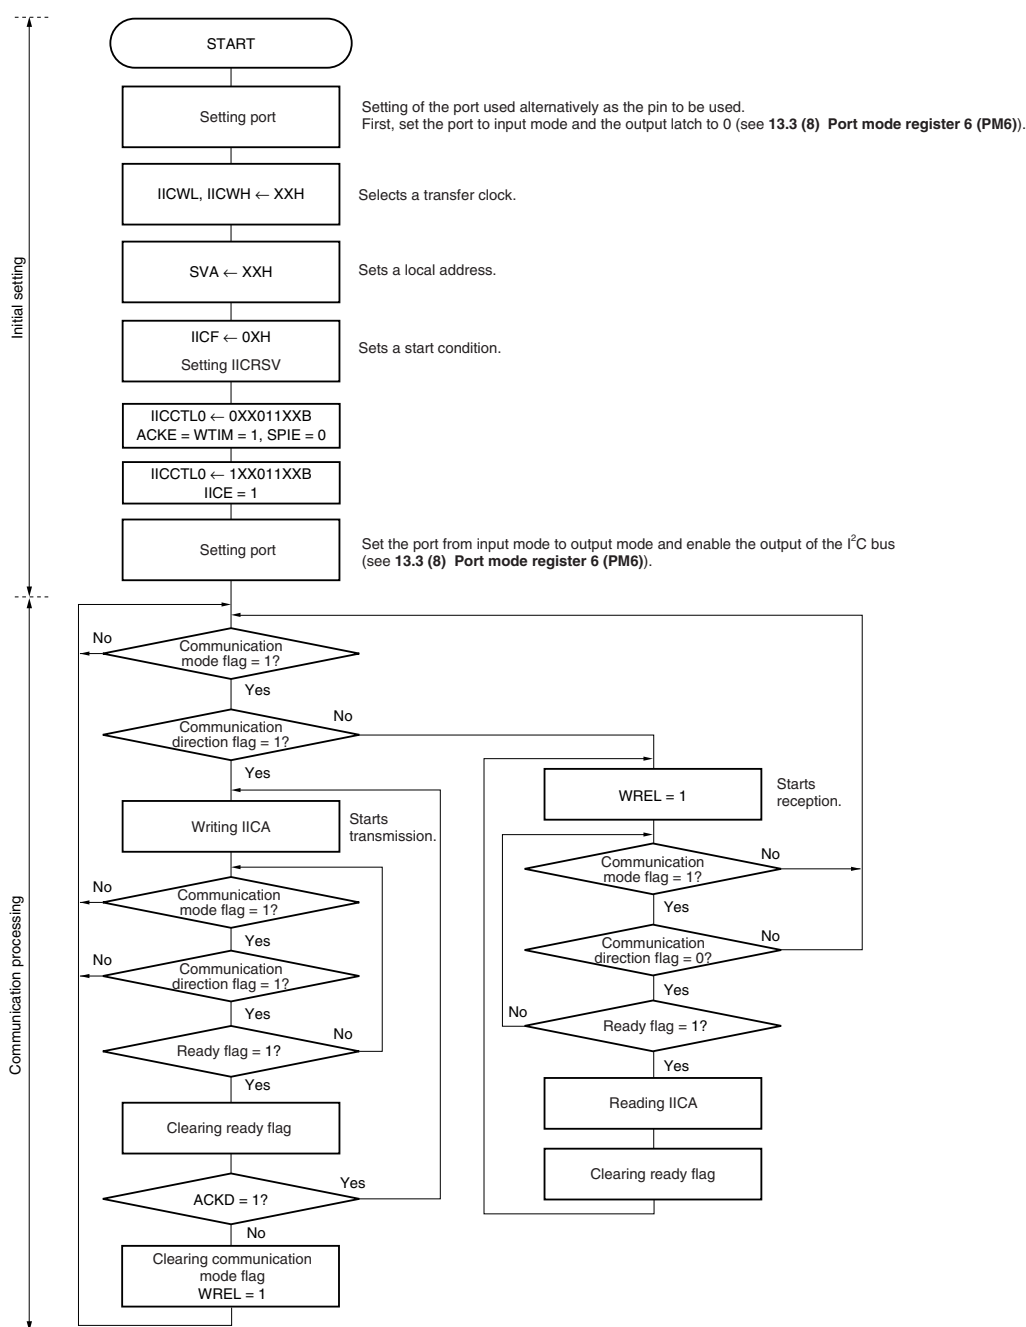 START
Setting port
Setting of the port used alternatively as the pin to be used.
First, set the port to input mode and the output latch to 0 (see 13.3 (8) Port mode register 6 (PM6)).
IICWL, IICWH ← XXH
Selects a transfer clock.
SVA ← XXH
Sets a local address.
Initial setting
IICF ← 0XH
Setting IICRSV
Sets a start condition.
IICCTL0 ← 0XX011XXB
ACKE = WTIM = 1, SPIE = 0
IICCTL0 ← 1XX011XXB
IICE = 1
Setting port
Set the port from input mode to output mode and enable the output of the I²C bus
(see 13.3 (8) Port mode register 6 (PM6)).
Communication processing
No
Communication
mode flag = 1?
Yes
Communication
direction flag = 1?
No
Yes
Writing IICA
Starts
transmission.
No
Communication
mode flag = 1?
Yes
No
Communication
direction flag = 1?
Yes
Ready flag = 1?
No
Yes
Clearing ready flag
ACKD = 1?
Yes
No
Clearing communication
mode flag
WREL = 1
WREL = 1
Starts
reception.
Communication
mode flag = 1?
No
Yes
Communication
direction flag = 0?
No
Yes
No
Ready flag = 1?
Yes
Reading IICA
Clearing ready flag